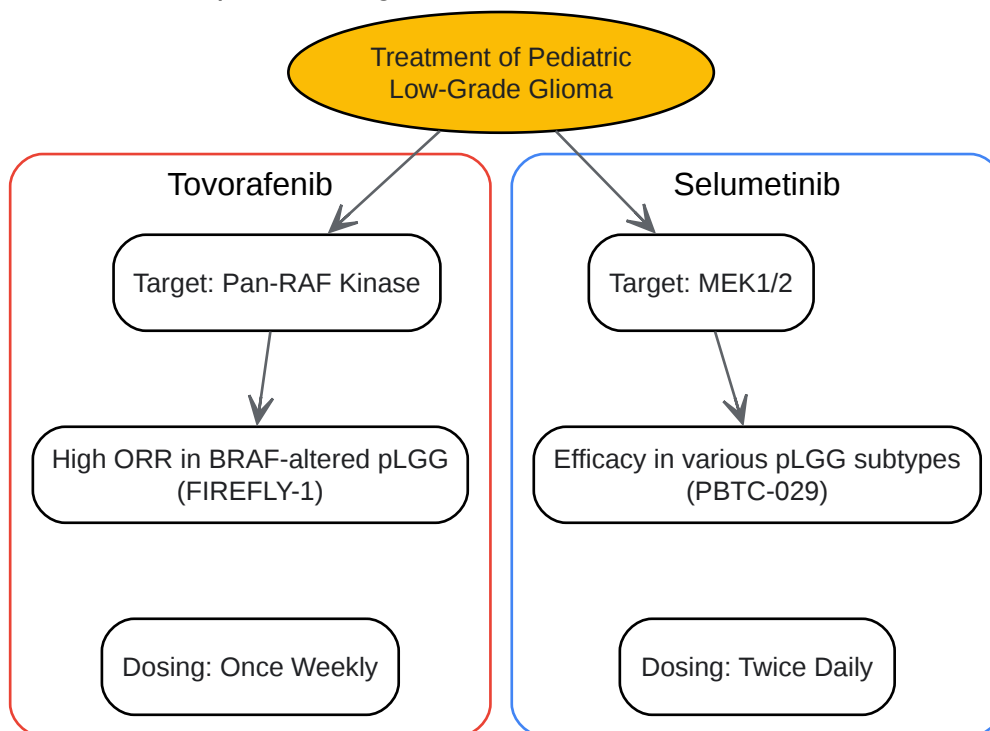 Treatment of Pediatric
Low-Grade Glioma
Tovorafenib
Target: Pan-RAF Kinase
High ORR in BRAF-altered pLGG
(FIREFLY-1)
Dosing: Once Weekly
Selumetinib
Target: MEK1/2
Efficacy in various pLGG subtypes
(PBTC-029)
Dosing: Twice Daily